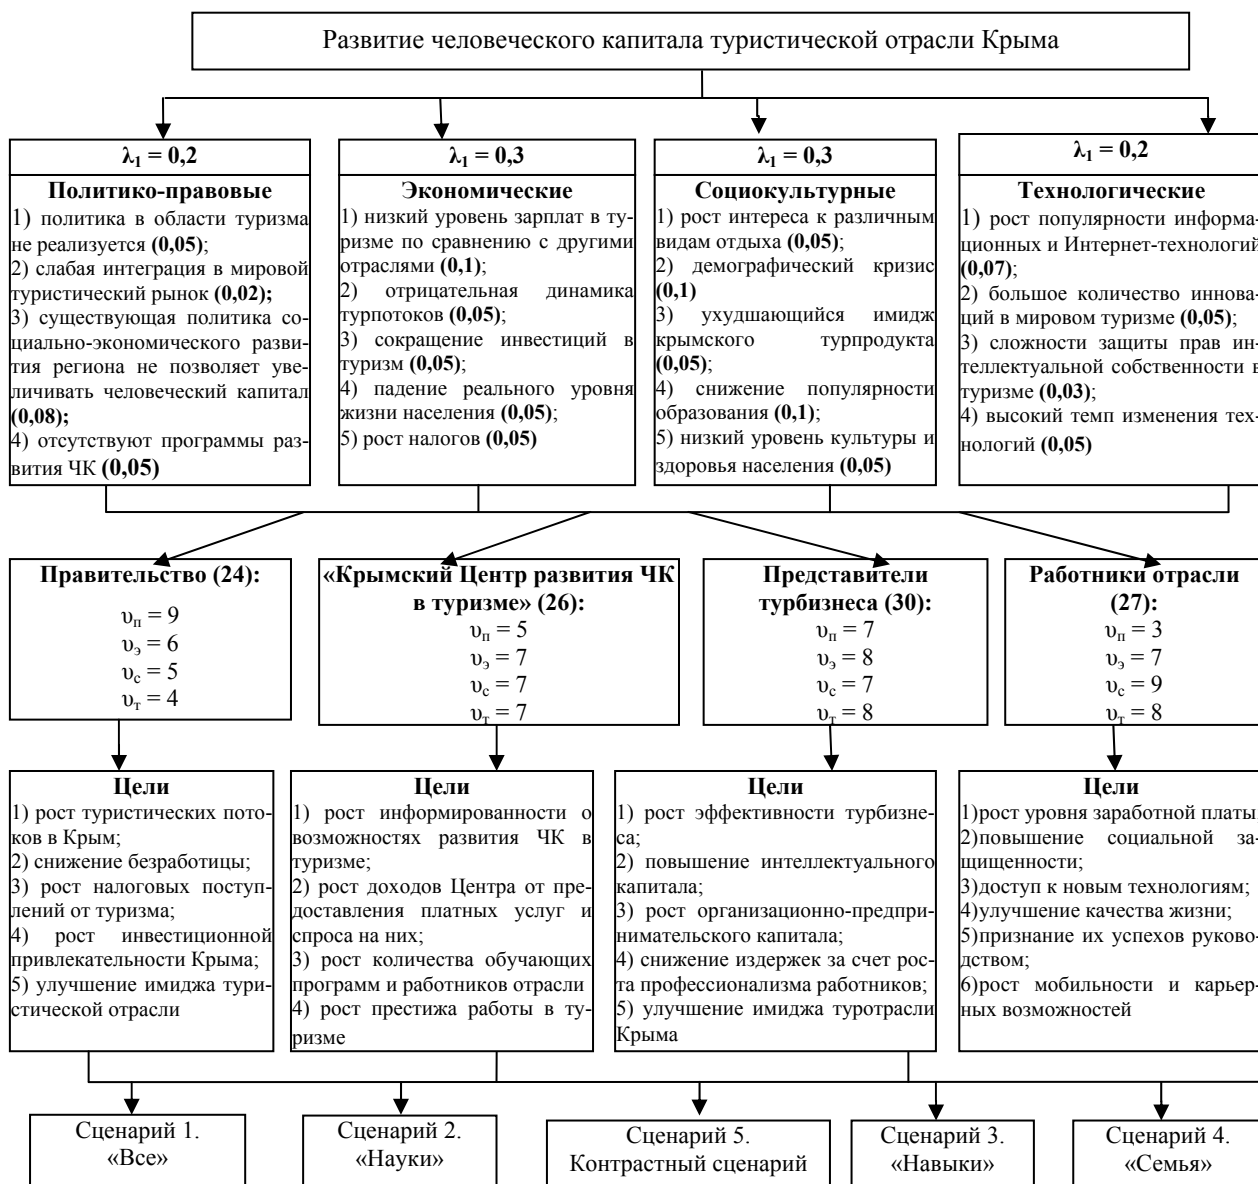 Развитие человеческого капитала туристической отрасли Крыма
λ₁ = 0,2
Политико-правовые
1) политика в области туризма
не реализуется (0,05);
2) слабая интеграция в мировой
туристический рынок (0,02);
3) существующая политика со-
циально-экономического разви-
тия региона не позволяет уве-
личивать человеческий капитал
(0,08);
4) отсутствуют программы раз-
вития ЧК (0,05)
λ₁ = 0,3
Экономические
1) низкий уровень зарплат в ту-
ризме по сравнению с другими
отраслями (0,1);
2) отрицательная динамика
турпотоков (0,05);
3) сокращение инвестиций в
туризм (0,05);
4) падение реального уровня
жизни населения (0,05);
5) рост налогов (0,05)
λ₁ = 0,3
Социокультурные
1) рост интереса к различным
видам отдыха (0,05);
2) демографический кризис
(0,1)
3) ухудшающийся имидж
крымского турпродукта
(0,05);
4) снижение популярности
образования (0,1);
5) низкий уровень культуры и
здоровья населения (0,05)
λ₁ = 0,2
Технологические
1) рост популярности информа-
ционных и Интернет-технологий
(0,07);
2) большое количество иннова-
ций в мировом туризме (0,05);
3) сложности защиты прав ин-
теллектуальной собственности в
туризме (0,03);
4) высокий темп изменения тех-
нологий (0,05)
Правительство (24):
υп = 9
υэ = 6
υс = 5
υт = 4
«Крымский Центр развития ЧК
в туризме» (26):
υп = 5
υэ = 7
υс = 7
υт = 7
Представители
турбизнеса (30):
υп = 7
υэ = 8
υс = 7
υт = 8
Работники отрасли
(27):
υп = 3
υэ = 7
υс = 9
υт = 8
Цели
1) рост туристических пото-
ков в Крым;
2) снижение безработицы;
3) рост налоговых поступ-
лений от туризма;
4) рост инвестиционной
привлекательности Крыма;
5) улучшение имиджа тури-
стической отрасли
Цели
1) рост информированности о
возможностях развития ЧК в
туризме;
2) рост доходов Центра от пре-
доставления платных услуг и
спроса на них;
3) рост количества обучающих
программ и работников отрасли
4) рост престижа работы в ту-
ризме
Цели
1) рост эффективности турбизне-
са;
2) повышение интеллектуального
капитала;
3) рост организационно-предпри-
нимательского капитала;
4) снижение издержек за счет рос-
та профессионализма работников;
5) улучшение имиджа туротрасли
Крыма
Цели
1)рост уровня заработной платы;
2)повышение социальной за-
щищенности;
3)доступ к новым технологиям;
4)улучшение качества жизни;
5)признание их успехов руково-
дством;
6)рост мобильности и карьер-
ных возможностей
Сценарий 1.
«Все»
Сценарий 2.
«Науки»
Сценарий 5.
Контрастный сценарий
Сценарий 3.
«Навыки»
Сценарий 4.
«Семья»